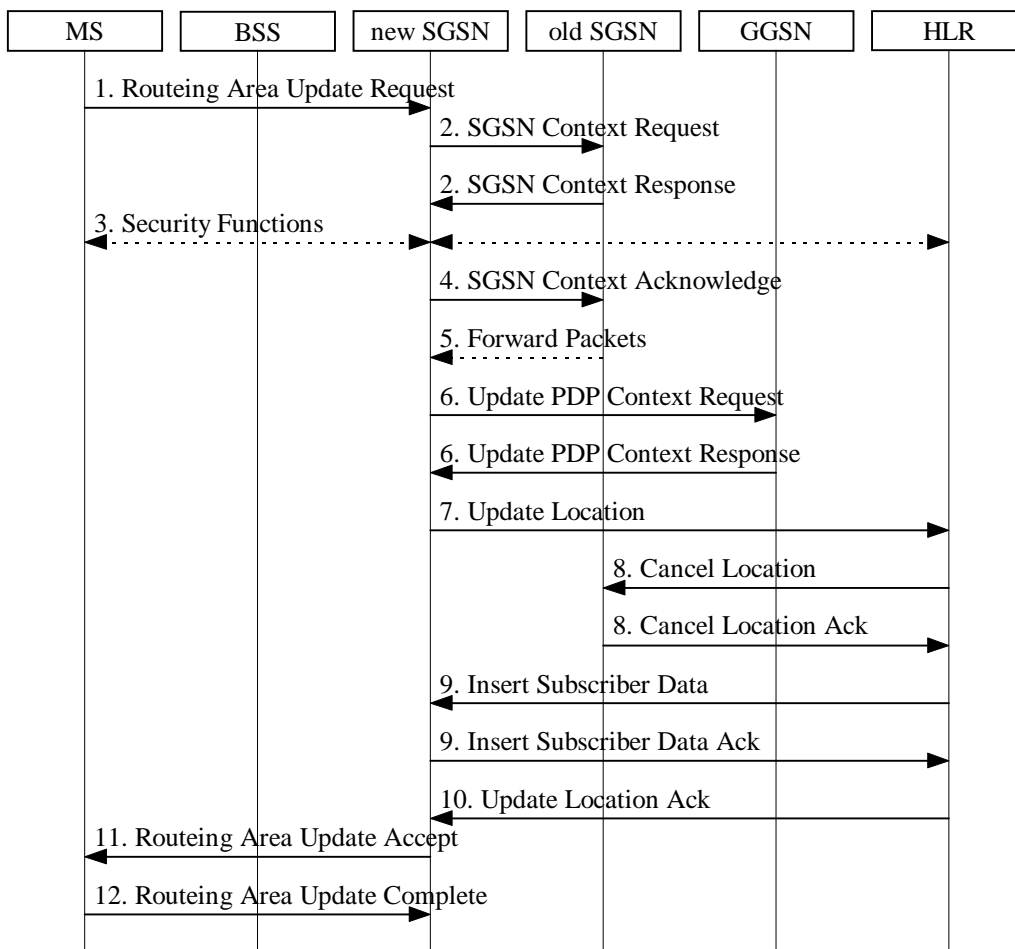 MS
BSS
new SGSN
old SGSN
GGSN
HLR
1. Routeing Area Update Request
2. SGSN Context Request
2. SGSN Context Response
3. Security Functions
4. SGSN Context Acknowledge
5. Forward Packets
6. Update PDP Context Request
6. Update PDP Context Response
7. Update Location
8. Cancel Location
8. Cancel Location Ack
9. Insert Subscriber Data
9. Insert Subscriber Data Ack
10. Update Location Ack
11. Routeing Area Update Accept
12. Routeing Area Update Complete